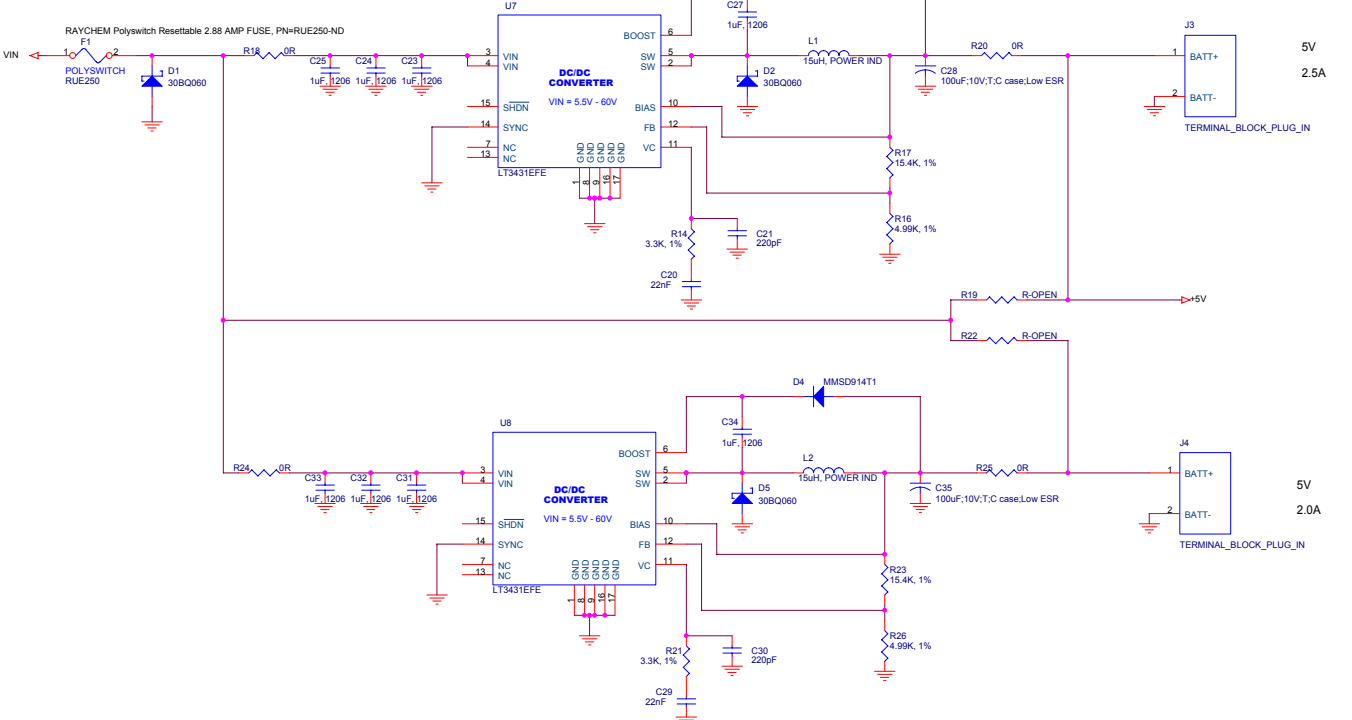 U7
C27
1uF, 1206
RAYCHEM Polyswitch Resettable 2.88 AMP FUSE, PN=RUE250-ND
VIN
F1
1
2
POLYSWITCH
RUE250
D1
30BQ060
R18
0R
C25
1uF, 1206
C24
1uF, 1206
C23
1uF, 1206
3
VIN
4
VIN
DC/DC
CONVERTER
VIN = 5.5V - 60V
15
SHDN
14
SYNC
7
NC
13
NC
BOOST
6
SW
5
SW
2
BIAS
10
FB
12
VC
11
GND
GND
GND
GND
GND
1
8
9
16
17
LT3431EFE
D2
30BQ060
L1
15uH, POWER IND
C28
100uF;10V;T;C case;Low ESR
R20
0R
J3
1
BATT+
2
BATT-
TERMINAL_BLOCK_PLUG_IN
5V
2.5A
R17
15.4K, 1%
R16
4.99K, 1%
R14
3.3K, 1%
C21
220pF
C20
22nF
R19
R-OPEN
+5V
R22
R-OPEN
D4
MMSD914T1
U8
C34
1uF, 1206
R24
0R
C33
1uF, 1206
C32
1uF, 1206
C31
1uF, 1206
3
VIN
4
VIN
DC/DC
CONVERTER
VIN = 5.5V - 60V
15
SHDN
14
SYNC
7
NC
13
NC
BOOST
6
SW
5
SW
2
BIAS
10
FB
12
VC
11
GND
GND
GND
GND
GND
1
8
9
16
17
LT3431EFE
D5
30BQ060
L2
15uH, POWER IND
C35
100uF;10V;T;C case;Low ESR
R25
0R
J4
1
BATT+
2
BATT-
TERMINAL_BLOCK_PLUG_IN
5V
2.0A
R23
15.4K, 1%
R26
4.99K, 1%
R21
3.3K, 1%
C30
220pF
C29
22nF